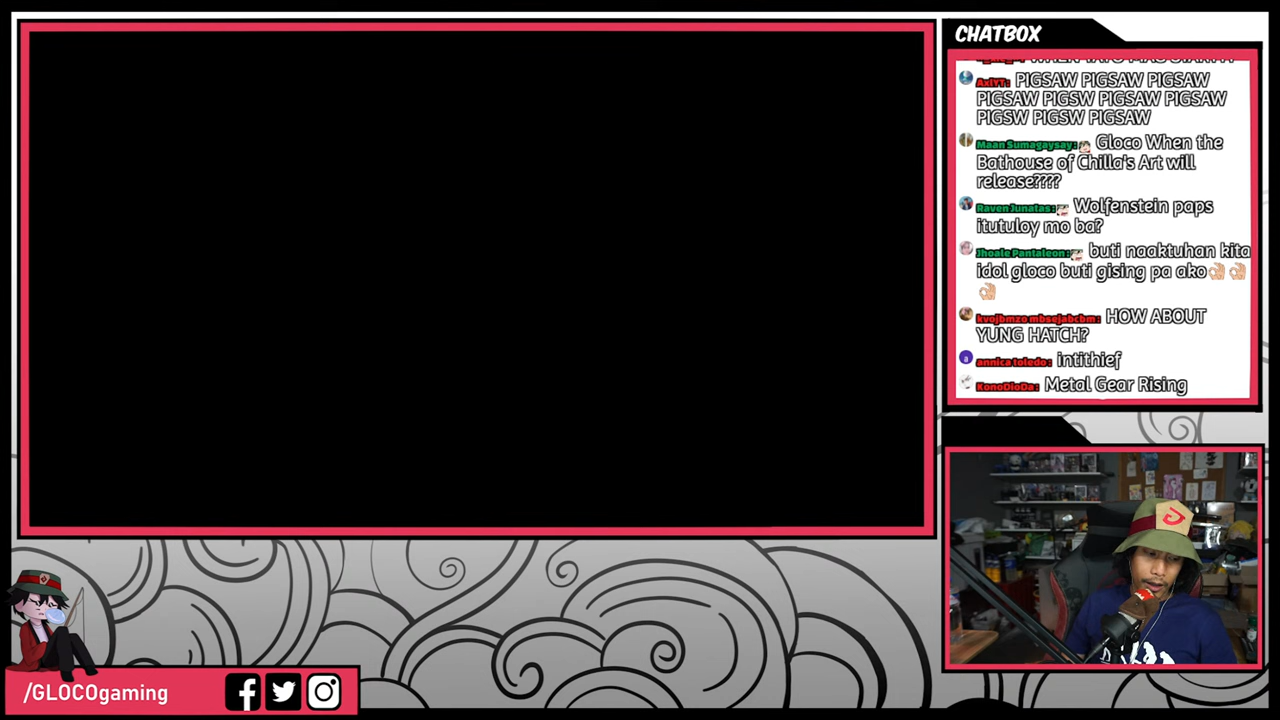 CHATBOX
AxlYT: PIGSAW PIGSAW PIGSAW
PIGSAW PIGSW PIGSAW PIGSAW
PIGSW PIGSW PIGSAW
Maan Sumagaysay: Gloco When the
Bathouse of Chilla's Art will
release????
Raven Junatas: Wolfenstein paps
itutuloy mo ba?
Jhoale Pantaleon: buti naaktuhan kita
idol gloco buti gising pa ako👌🏻👌🏻
👌🏻
kvojbmzo mbsejabcbm: HOW ABOUT
YUNG HATCH?
annica toledo: intithief
KonoDioDa: Metal Gear Rising
/GLOCOgaming